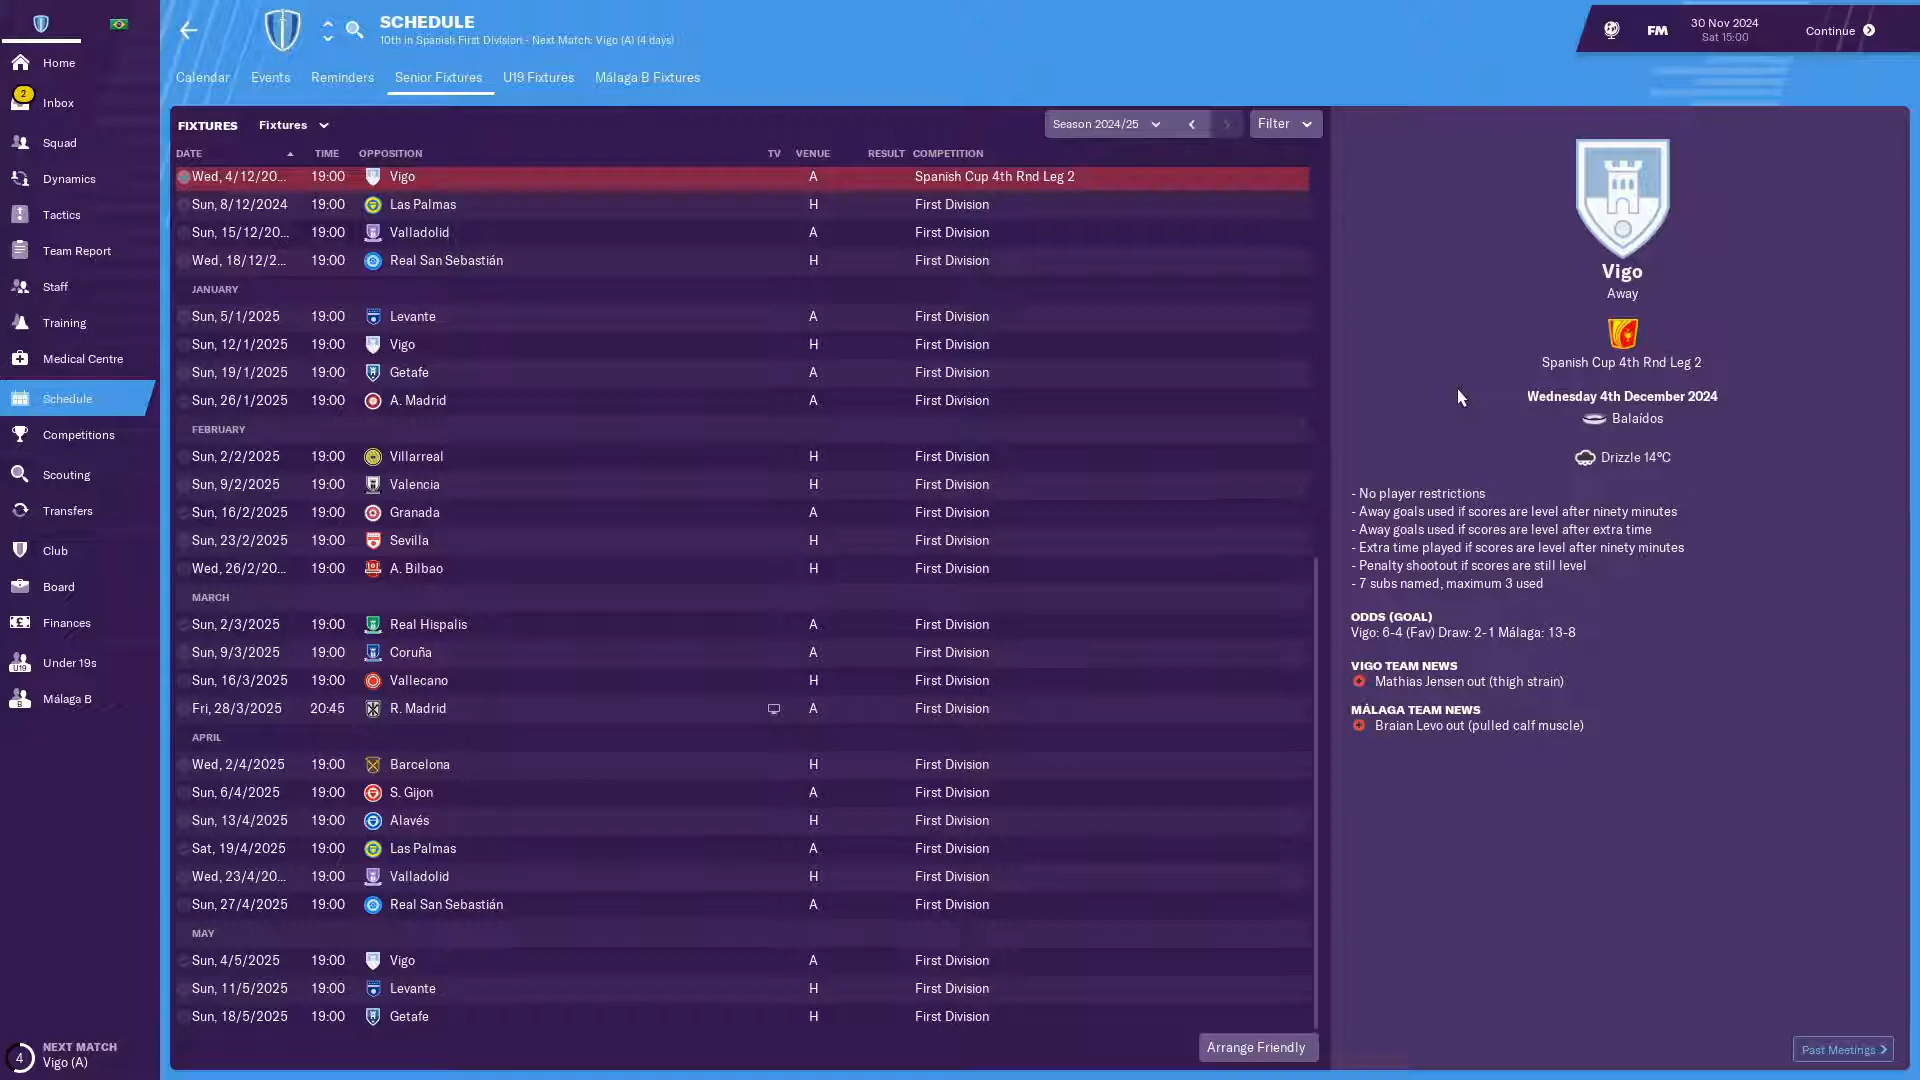 SCHEDULE
10th in Spanish First Division - Next Match: Vigo (A) (4 days)
FM
30 Nov 2024
Sat 15:00
Continue
Home
2
Inbox
Squad
Dynamics
Tactics
Team Report
Staff
Training
Medical Centre
Schedule
Competitions
Scouting
Transfers
Club
Board
Finances
U19
Under 19s
B
Málaga B
4
NEXT MATCH
Vigo (A)
Calendar Events Reminders Senior Fixtures U19 Fixtures Málaga B Fixtures
FIXTURES Fixtures Season 2024/25 Filter
DATE TIME OPPOSITION TV VENUE RESULT COMPETITION
Wed, 4/12/20... 19:00 Vigo A Spanish Cup 4th Rnd Leg 2
Sun, 8/12/2024 19:00 Las Palmas H First Division
Sun, 15/12/20... 19:00 Valladolid A First Division
Wed, 18/12/2... 19:00 Real San Sebastián H First Division
JANUARY
Sun, 5/1/2025 19:00 Levante A First Division
Sun, 12/1/2025 19:00 Vigo H First Division
Sun, 19/1/2025 19:00 Getafe A First Division
Sun, 26/1/2025 19:00 A. Madrid A First Division
FEBRUARY
Sun, 2/2/2025 19:00 Villarreal H First Division
Sun, 9/2/2025 19:00 Valencia H First Division
Sun, 16/2/2025 19:00 Granada A First Division
Sun, 23/2/2025 19:00 Sevilla H First Division
Wed, 26/2/20... 19:00 A. Bilbao H First Division
MARCH
Sun, 2/3/2025 19:00 Real Hispalis A First Division
Sun, 9/3/2025 19:00 Coruña A First Division
Sun, 16/3/2025 19:00 Vallecano H First Division
Fri, 28/3/2025 20:45 R. Madrid A First Division
APRIL
Wed, 2/4/2025 19:00 Barcelona H First Division
Sun, 6/4/2025 19:00 S. Gijon A First Division
Sun, 13/4/2025 19:00 Alavés H First Division
Sat, 19/4/2025 19:00 Las Palmas A First Division
Wed, 23/4/20... 19:00 Valladolid H First Division
Sun, 27/4/2025 19:00 Real San Sebastián A First Division
MAY
Sun, 4/5/2025 19:00 Vigo A First Division
Sun, 11/5/2025 19:00 Levante H First Division
Sun, 18/5/2025 19:00 Getafe H First Division
Arrange Friendly
Vigo
Away
Spanish Cup 4th Rnd Leg 2
Wednesday 4th December 2024
Balaídos
Drizzle 14ºC
- No player restrictions
- Away goals used if scores are level after ninety minutes
- Away goals used if scores are level after extra time
- Extra time played if scores are level after ninety minutes
- Penalty shootout if scores are still level
- 7 subs named, maximum 3 used
ODDS (GOAL)
Vigo: 6-4 (Fav) Draw: 2-1 Málaga: 13-8
VIGO TEAM NEWS
Mathias Jensen out (thigh strain)
MÁLAGA TEAM NEWS
Braian Levo out (pulled calf muscle)
Past Meetings